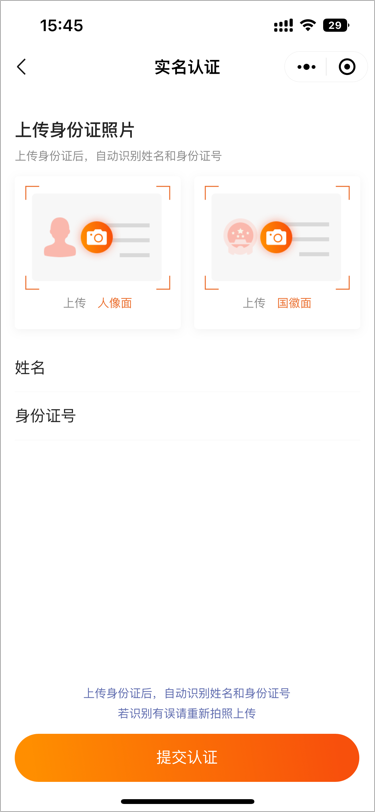 15:45
29
实名认证
上传身份证照片
上传身份证后，自动识别姓名和身份证号
上传 人像面
上传 国徽面
姓名
身份证号
上传身份证后，自动识别姓名和身份证号
若识别有误请重新拍照上传
提交认证